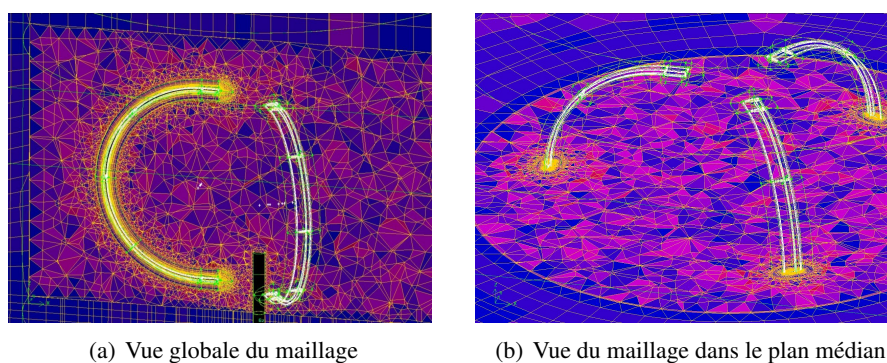 (a) Vue globale du maillage
(b) Vue du maillage dans le plan médian